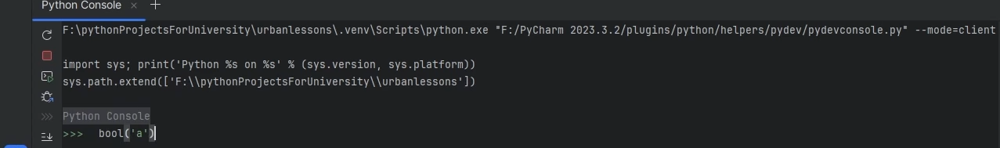 Python Console × +
F:\pythonProjectsForUniversity\urbanlessons\.venv\Scripts\python.exe "F:/PyCharm 2023.3.2/plugins/python/helpers/pydev/pydevconsole.py" --mode=client
import sys; print('Python %s on %s' % (sys.version, sys.platform))
sys.path.extend(['F:\\pythonProjectsForUniversity\\urbanlessons'])
Python Console
>>> bool('a')